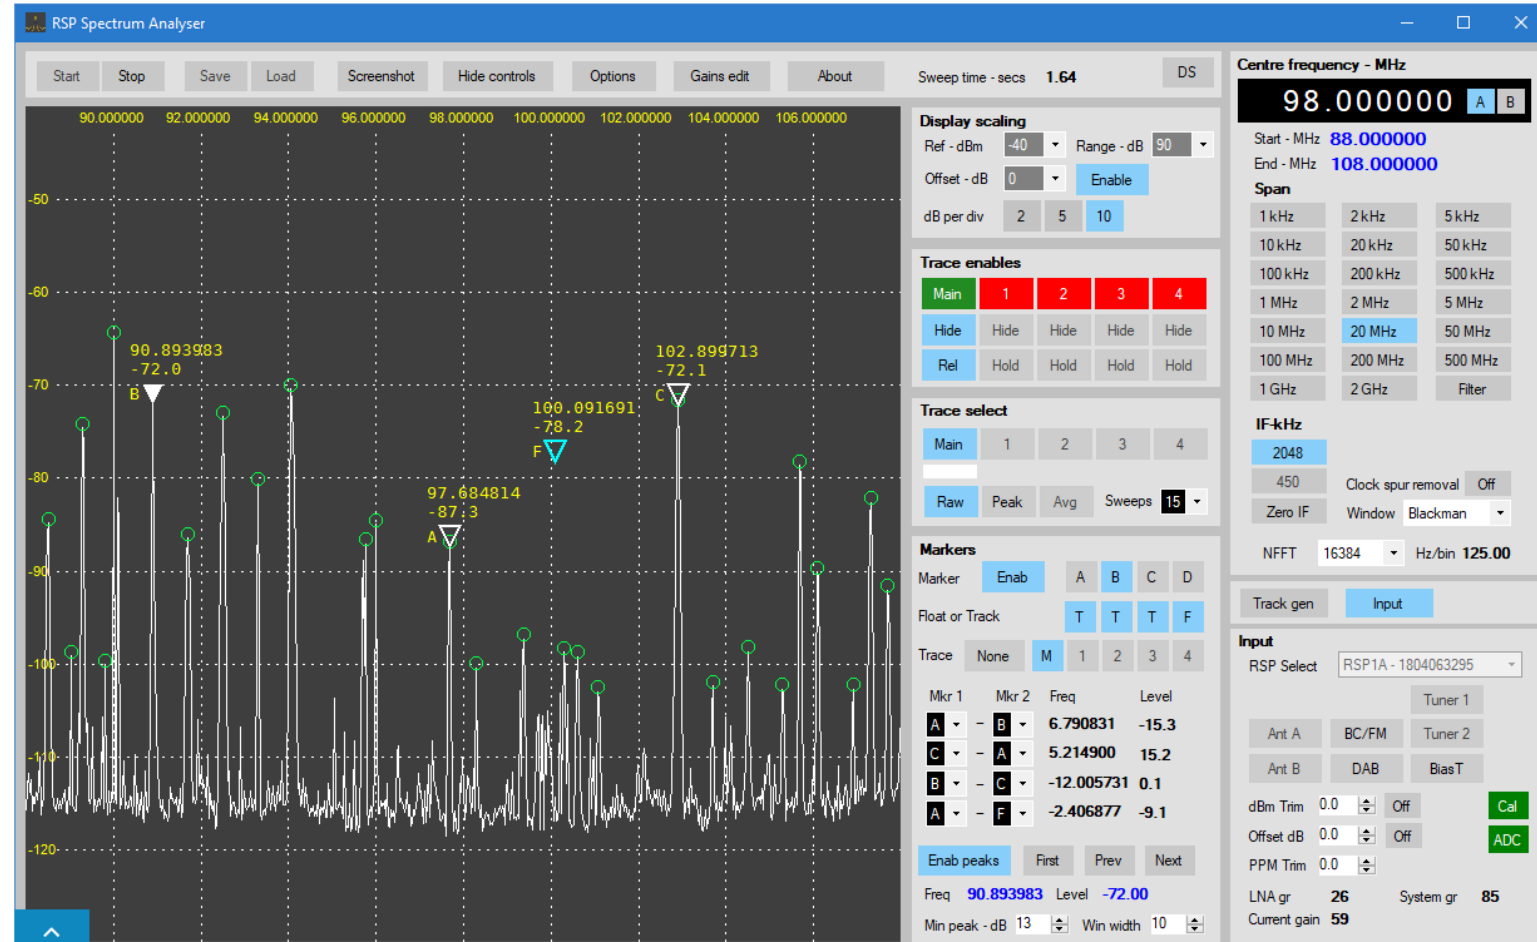 RSP Spectrum Analyser
Start Stop Save Load Screenshot Hide controls Options Gains edit About Sweep time - secs 1.64 DS
90.000000 92.000000 94.000000 96.000000 98.000000 100.000000 102.000000 104.000000 106.000000
-50
-60
-70
-80
-90
-100
-110
-120
90.893983
-72.0
B
102.899713
-72.1
C
100.091691
-78.2
F
97.684814
-87.3
A
Display scaling
Ref - dBm -40 Range - dB 90
Offset - dB 0 Enable
dB per div 2 5 10
Trace enables
Main 1 2 3 4
Hide Hide Hide Hide Hide
Rel Hold Hold Hold Hold
Trace select
Main 1 2 3 4
Raw Peak Avg Sweeps 15
Markers
Marker Enab A B C D
Float or Track T T T F
Trace None M 1 2 3 4
Mkr 1 Mkr 2 Freq Level
A - B 6.790831 -15.3
C - A 5.214900 15.2
B - C -12.005731 0.1
A - F -2.406877 -9.1
Enab peaks First Prev Next
Freq 90.893983 Level -72.00
Min peak - dB 13 Win width 10
Centre frequency - MHz
98.000000 A B
Start - MHz 88.000000
End - MHz 108.000000
Span
1 kHz 2 kHz 5 kHz
10 kHz 20 kHz 50 kHz
100 kHz 200 kHz 500 kHz
1 MHz 2 MHz 5 MHz
10 MHz 20 MHz 50 MHz
100 MHz 200 MHz 500 MHz
1 GHz 2 GHz Filter
IF-kHz
2048
450 Clock spur removal Off
Zero IF Window Blackman
NFFT 16384 Hz/bin 125.00
Track gen Input
Input
RSP Select RSP1A - 1804063295
Tuner 1
Ant A BC/FM Tuner 2
Ant B DAB BiasT
dBm Trim 0.0 Off Cal
Offset dB 0.0 Off ADC
PPM Trim 0.0
LNA gr 26 System gr 85
Current gain 59